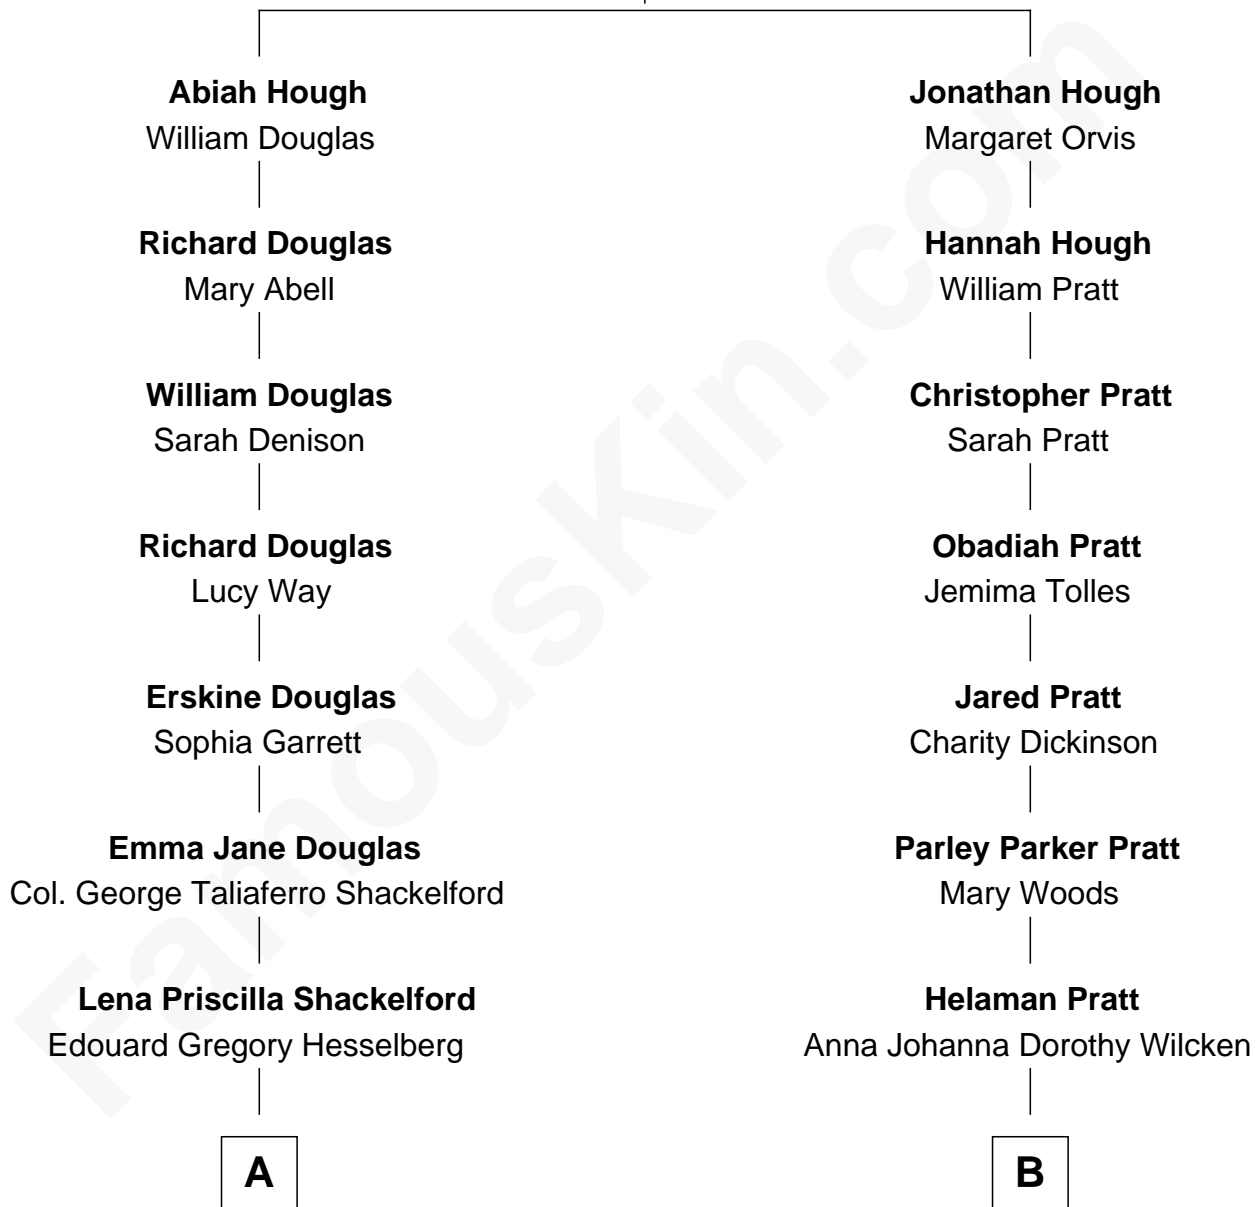 Abiah Hough
William Douglas
Jonathan Hough
Margaret Orvis
Richard Douglas
Mary Abell
Hannah Hough
William Pratt
William Douglas
Sarah Denison
Christopher Pratt
Sarah Pratt
Richard Douglas
Lucy Way
Obadiah Pratt
Jemima Tolles
Erskine Douglas
Sophia Garrett
Jared Pratt
Charity Dickinson
Emma Jane Douglas
Col. George Taliaferro Shackelford
Parley Parker Pratt
Mary Woods
Lena Priscilla Shackelford
Edouard Gregory Hesselberg
Helaman Pratt
Anna Johanna Dorothy Wilcken
A
B
FamousKin.com